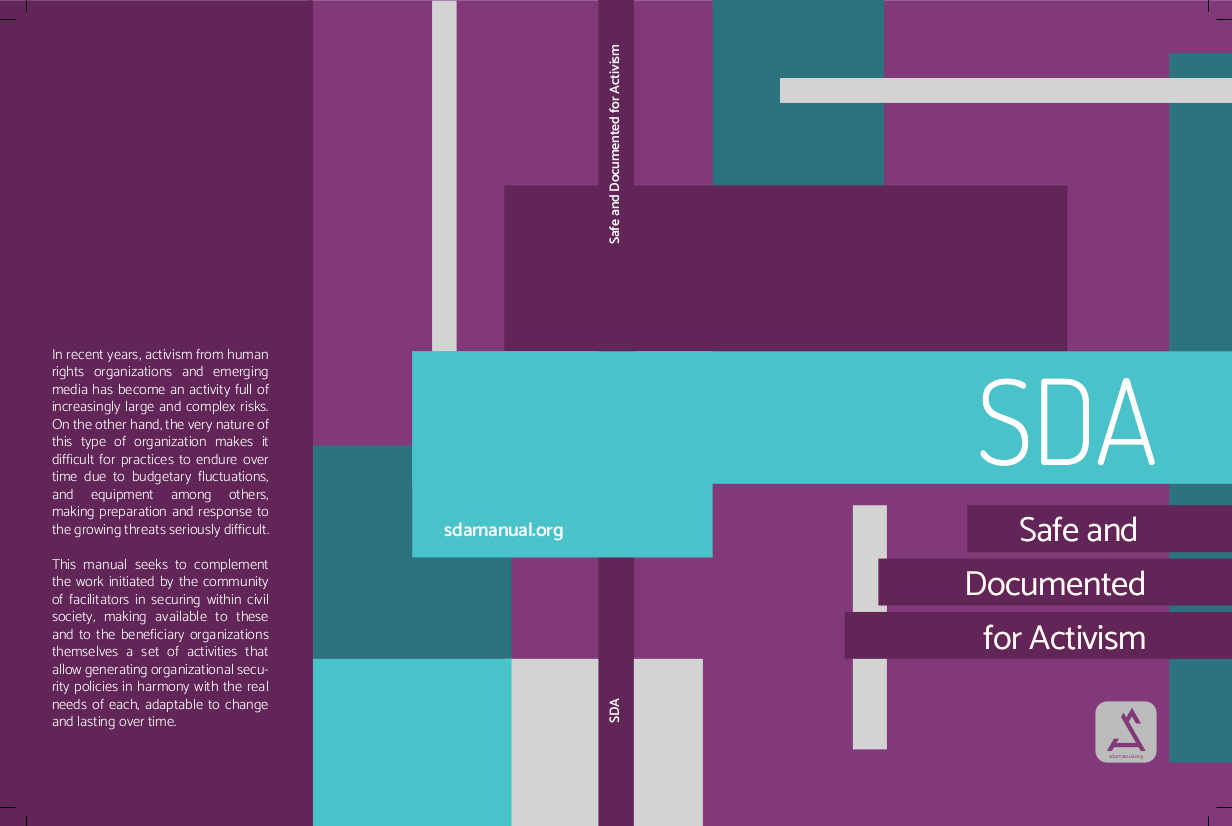 In recent years, activism from human
rights organizations and emerging
media has become an activity full of
increasingly large and complex risks.
On the other hand, the very nature of
this type of organization makes it
difficult for practices to endure over
time due to budgetary fluctuations,
and equipment among others,
making preparation and response to
the growing threats seriously difficult.
This manual seeks to complement
the work initiated by the community
of facilitators in securing within civil
society, making available to these
and to the beneficiary organizations
themselves a set of activities that
allow generating organizational secu-
rity policies in harmony with the real
needs of each, adaptable to change
and lasting over time.
sdamanual.org
Safe and Documented for Activism
SDA
SDA
Safe and
Documented
for Activism
sdamanual.org